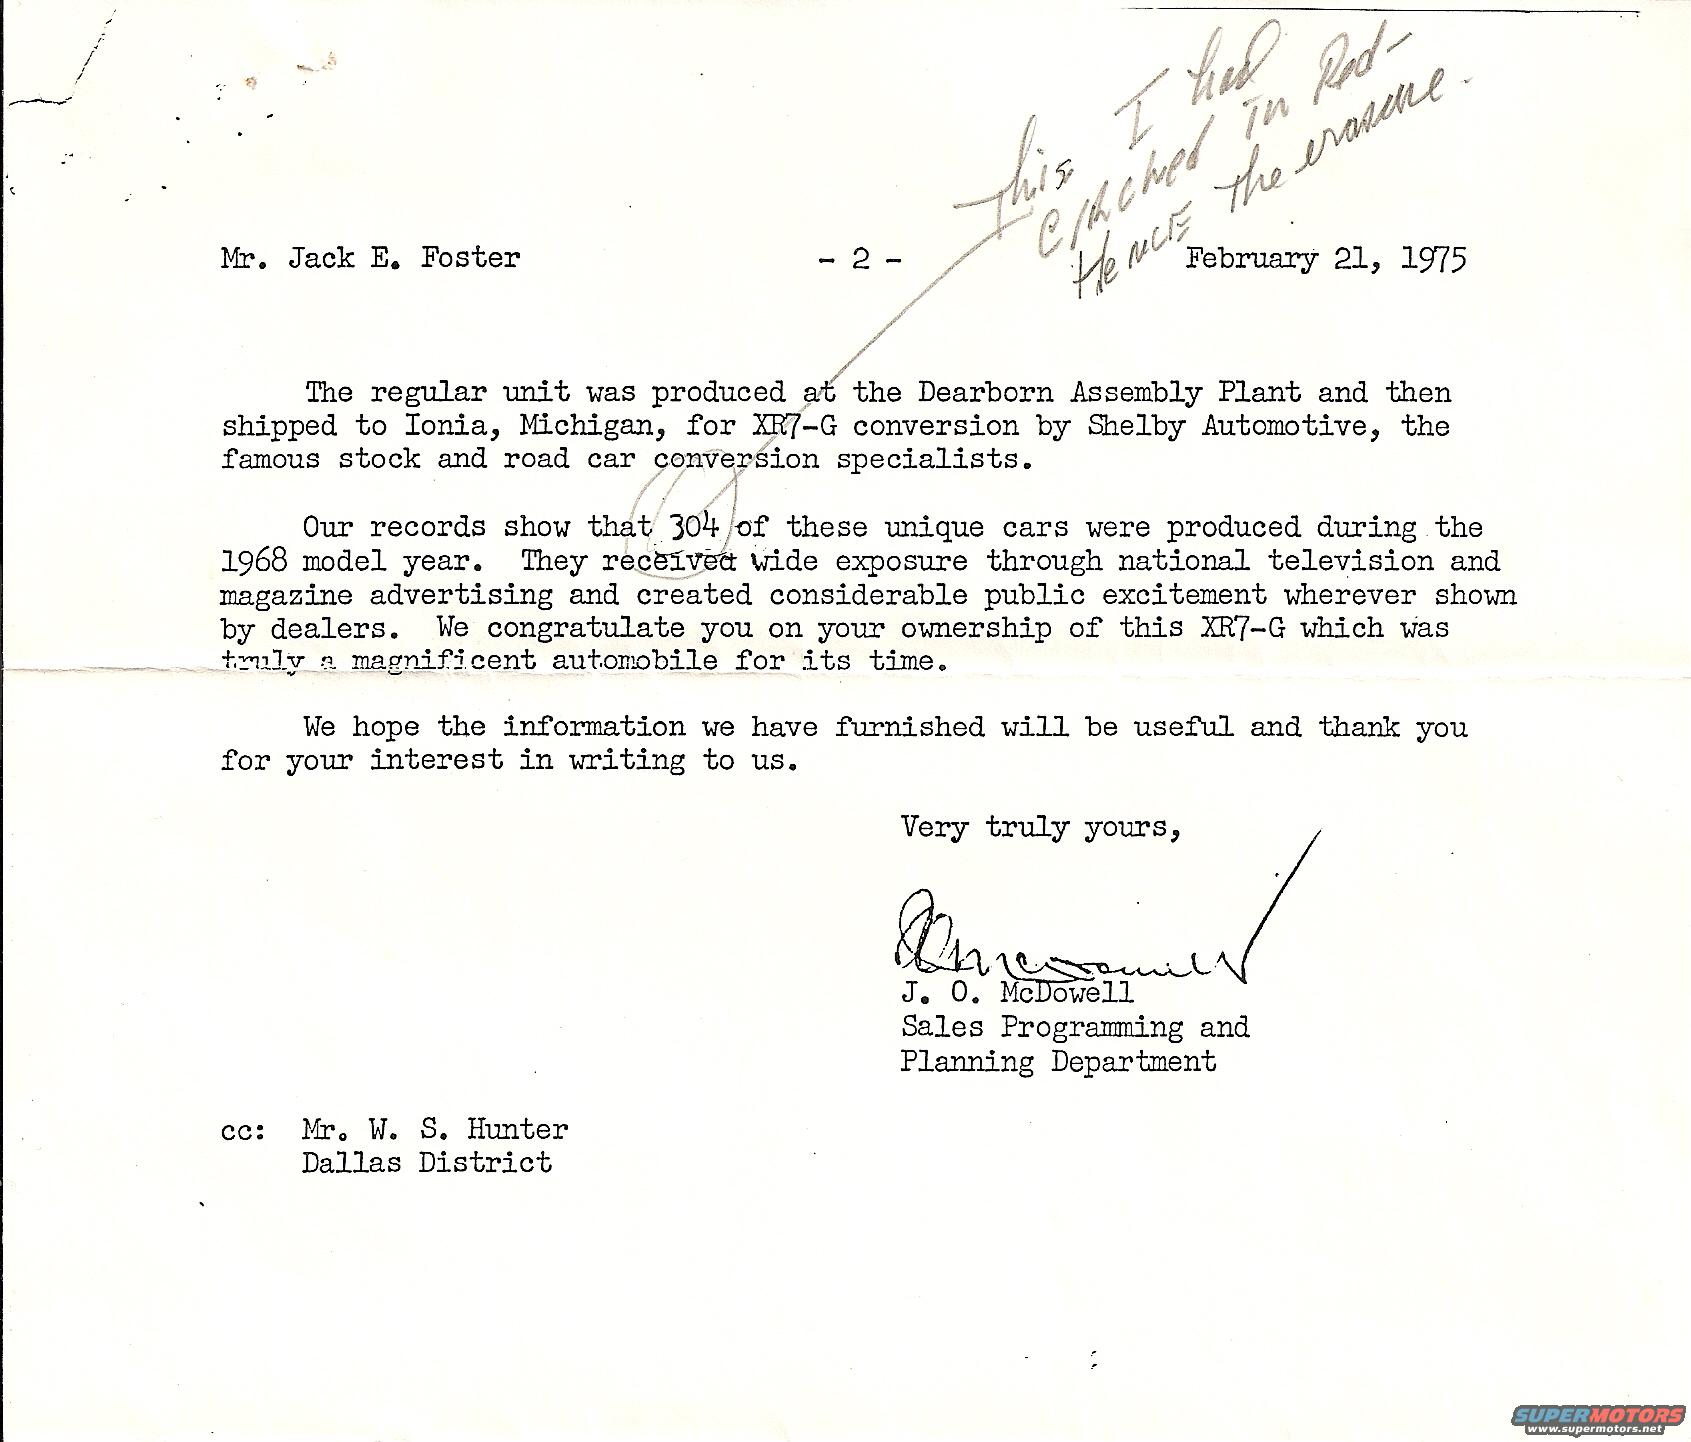 This I had
CIRCHED IN Red-
HeNCE the erasure.
Mr. Jack E. Foster - 2 - February 21, 1975
The regular unit was produced at the Dearborn Assembly Plant and then
shipped to Ionia, Michigan, for XR7-G conversion by Shelby Automotive, the
famous stock and road car conversion specialists.
Our records show that 304 of these unique cars were produced during the
1968 model year. They received wide exposure through national television and
magazine advertising and created considerable public excitement wherever shown
by dealers. We congratulate you on your ownership of this XR7-G which was
truly a magnificent automobile for its time.
We hope the information we have furnished will be useful and thank you
for your interest in writing to us.
Very truly yours,
J O McDowell
J. O. McDowell
Sales Programming and
Planning Department
cc: Mr. W. S. Hunter
Dallas District
SUPERMOTORS
www.supermotors.net